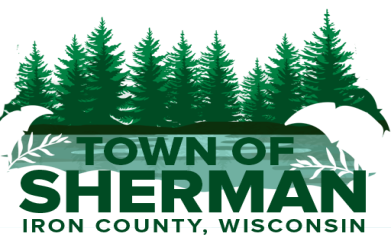 TOWN OF
SHERMAN
IRON COUNTY, WISCONSIN